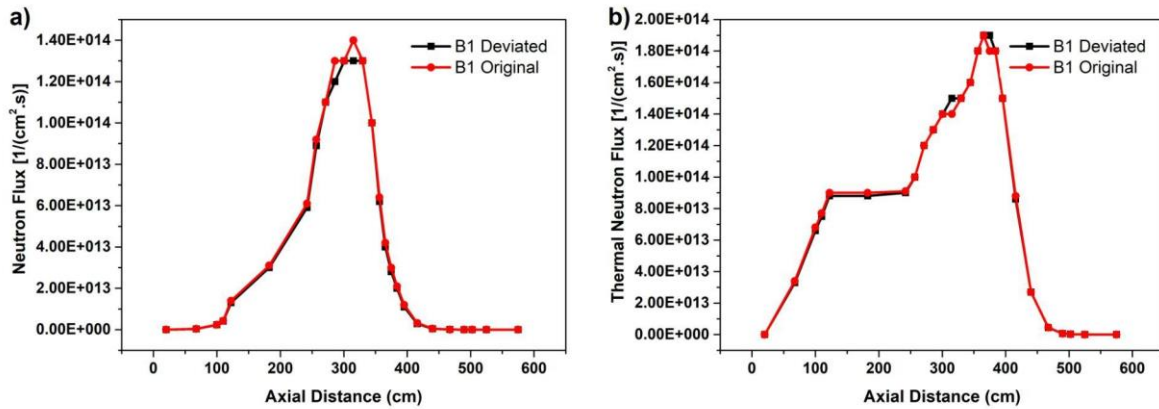 a)
Neutron Flux [1/(cm².s)]
1.40E+014
1.20E+014
1.00E+014
8.00E+013
6.00E+013
4.00E+013
2.00E+013
0.00E+000
B1 Deviated
B1 Original
0 100 200 300 400 500 600
Axial Distance (cm)
b)
Thermal Neutron Flux [1/(cm².s)]
2.00E+014
1.80E+014
1.60E+014
1.40E+014
1.20E+014
1.00E+014
8.00E+013
6.00E+013
4.00E+013
2.00E+013
0.00E+000
B1 Deviated
B1 Original
0 100 200 300 400 500 600
Axial Distance (cm)